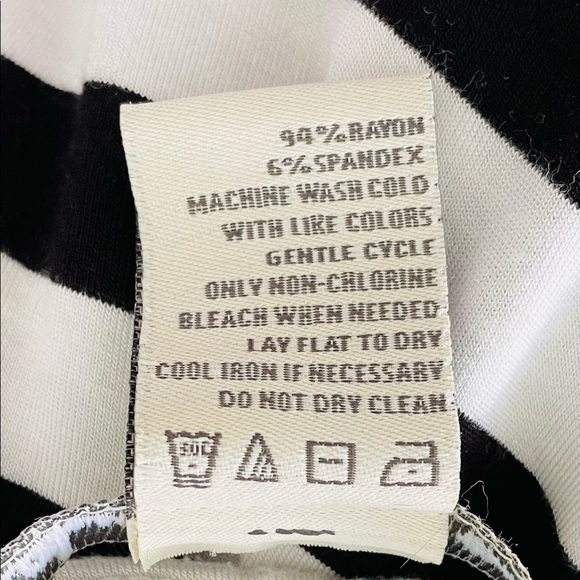 94% RAYON
6% SPANDEX
MACHINE WASH COLD
WITH LIKE COLORS
GENTLE CYCLE
ONLY NON-CHLORINE
BLEACH WHEN NEEDED
LAY FLAT TO DRY
COOL IRON IF NECESSARY
DO NOT DRY CLEAN